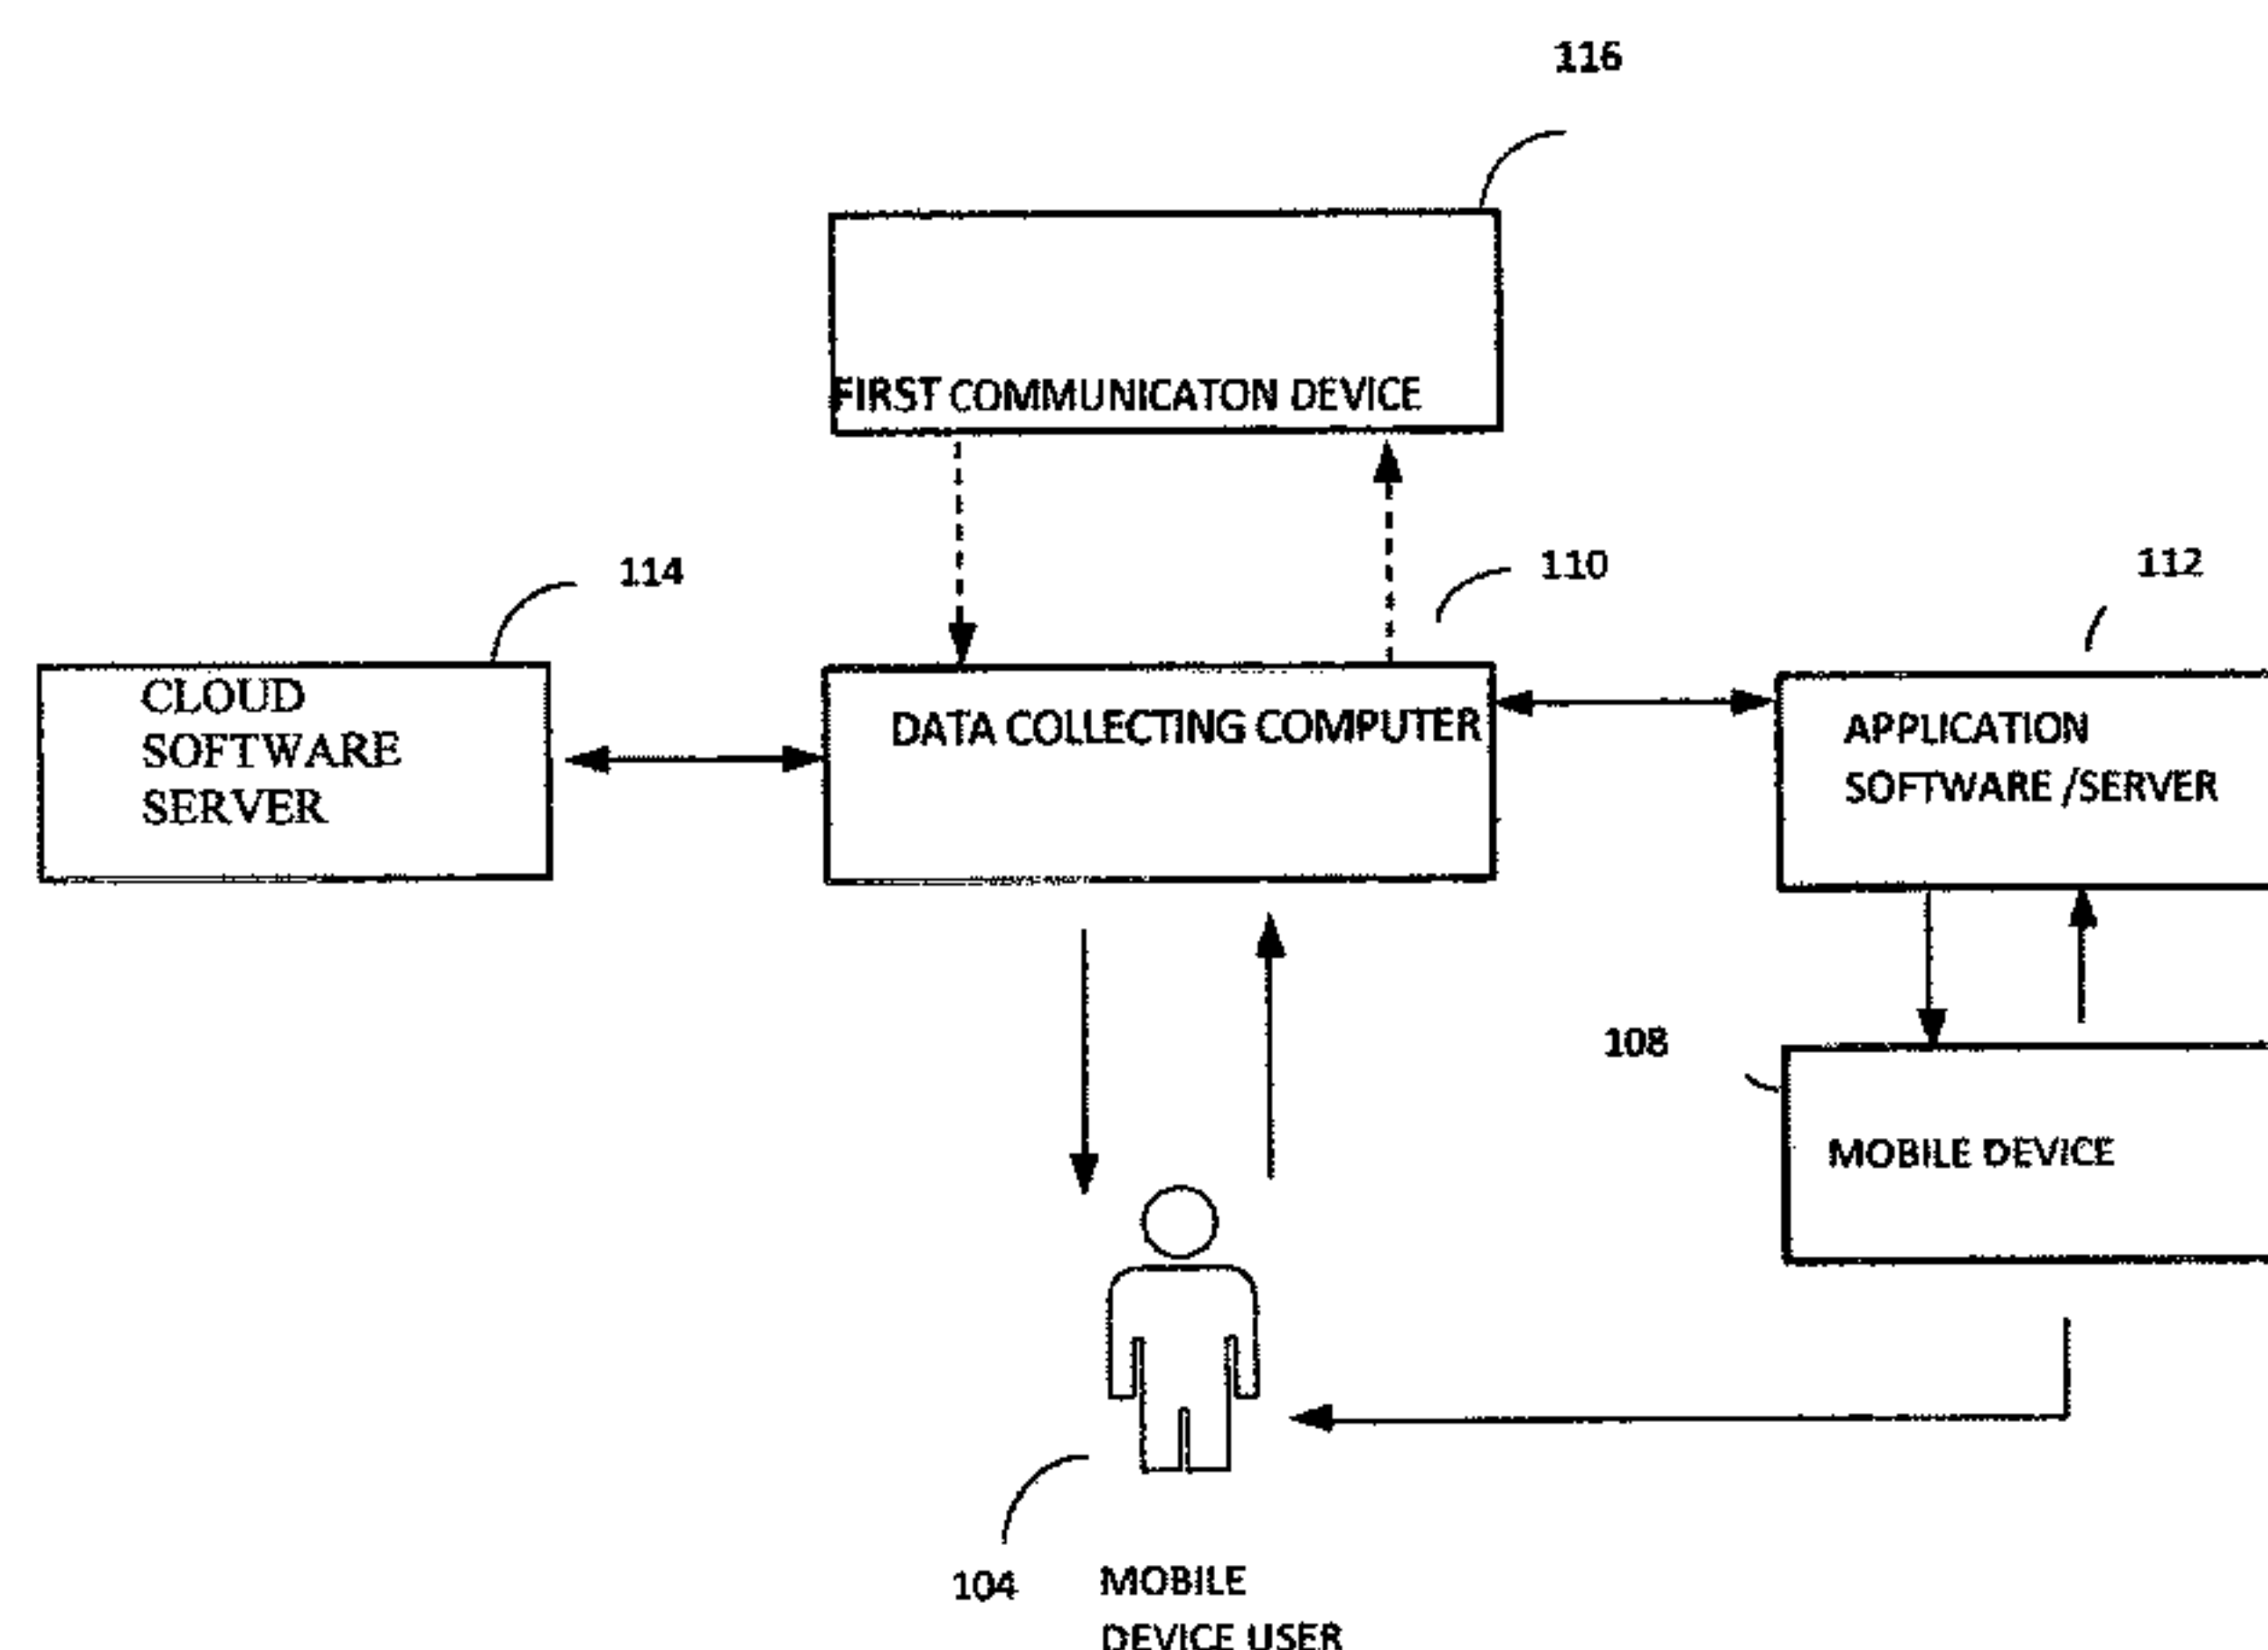 116
FIRST COMMUNICATON DEVICE
114
110
112
CLOUD
SOFTWARE
SERVER
DATA COLLECTING COMPUTER
APPLICATION
SOFTWARE /SERVER
108
MOBILE DEVICE
104
MOBILE
DEVICE USER